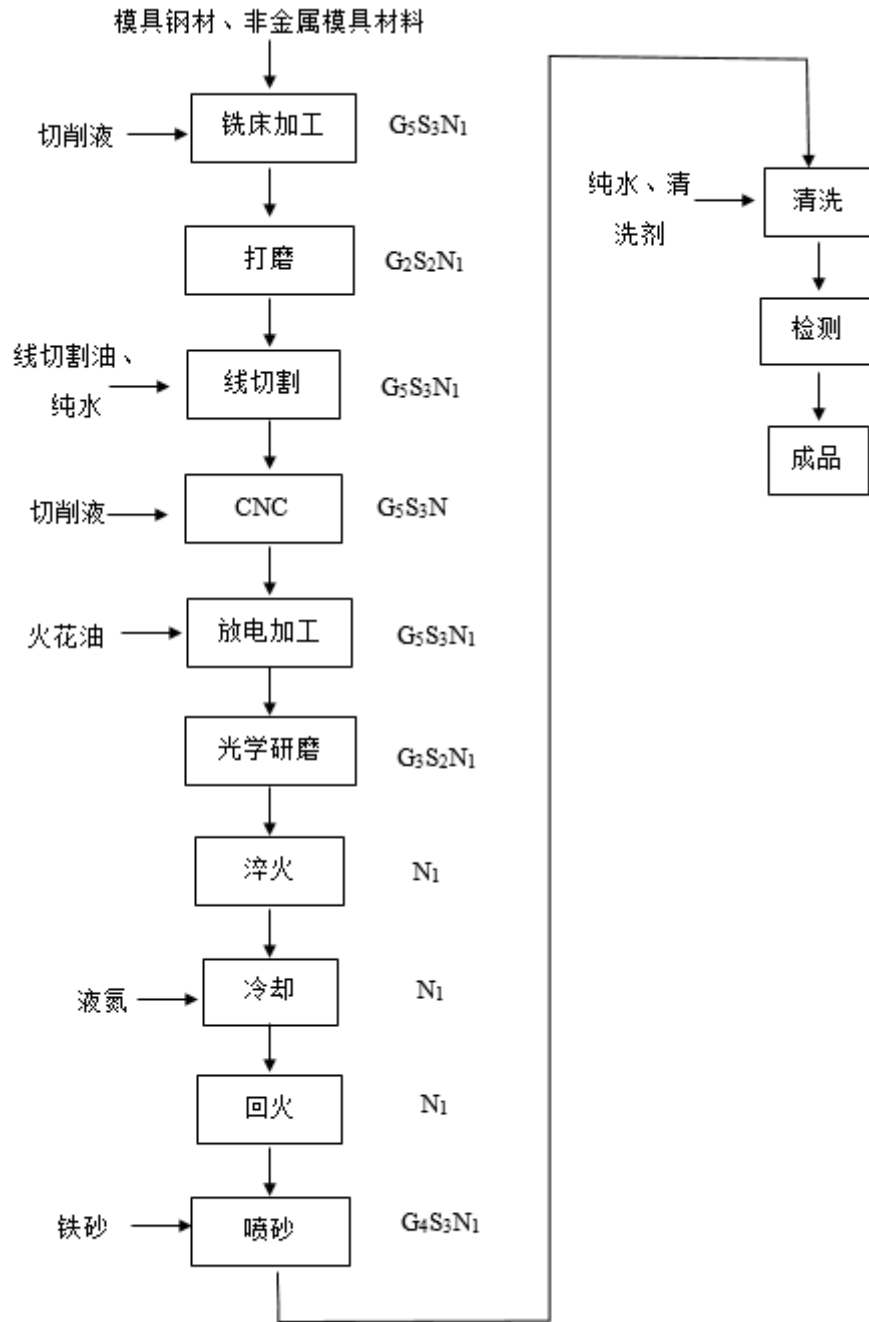 模具钢材、非金属模具材料
切削液
铣床加工
G5S3N1
打磨
G2S2N1
线切割油、
纯水
线切割
G5S3N1
切削液
CNC
G5S3N
火花油
放电加工
G5S3N1
光学研磨
G3S2N1
淬火
N1
液氮
冷却
N1
回火
N1
铁砂
喷砂
G4S3N1
纯水、清
洗剂
清洗
检测
成品